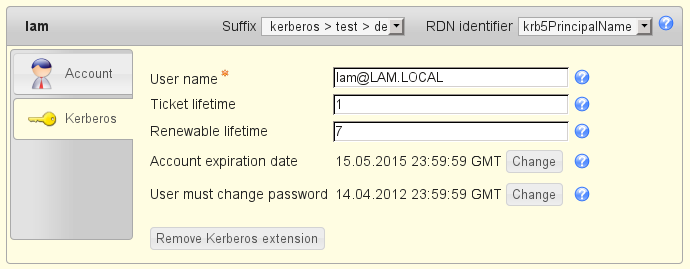 lam Suffix kerberos > test > de RDN identifier krb5PrincipalName
Account
Kerberos
User name * lam@LAM.LOCAL
Ticket lifetime 1
Renewable lifetime 7
Account expiration date 15.05.2015 23:59:59 GMT Change
User must change password 14.04.2012 23:59:59 GMT Change
Remove Kerberos extension